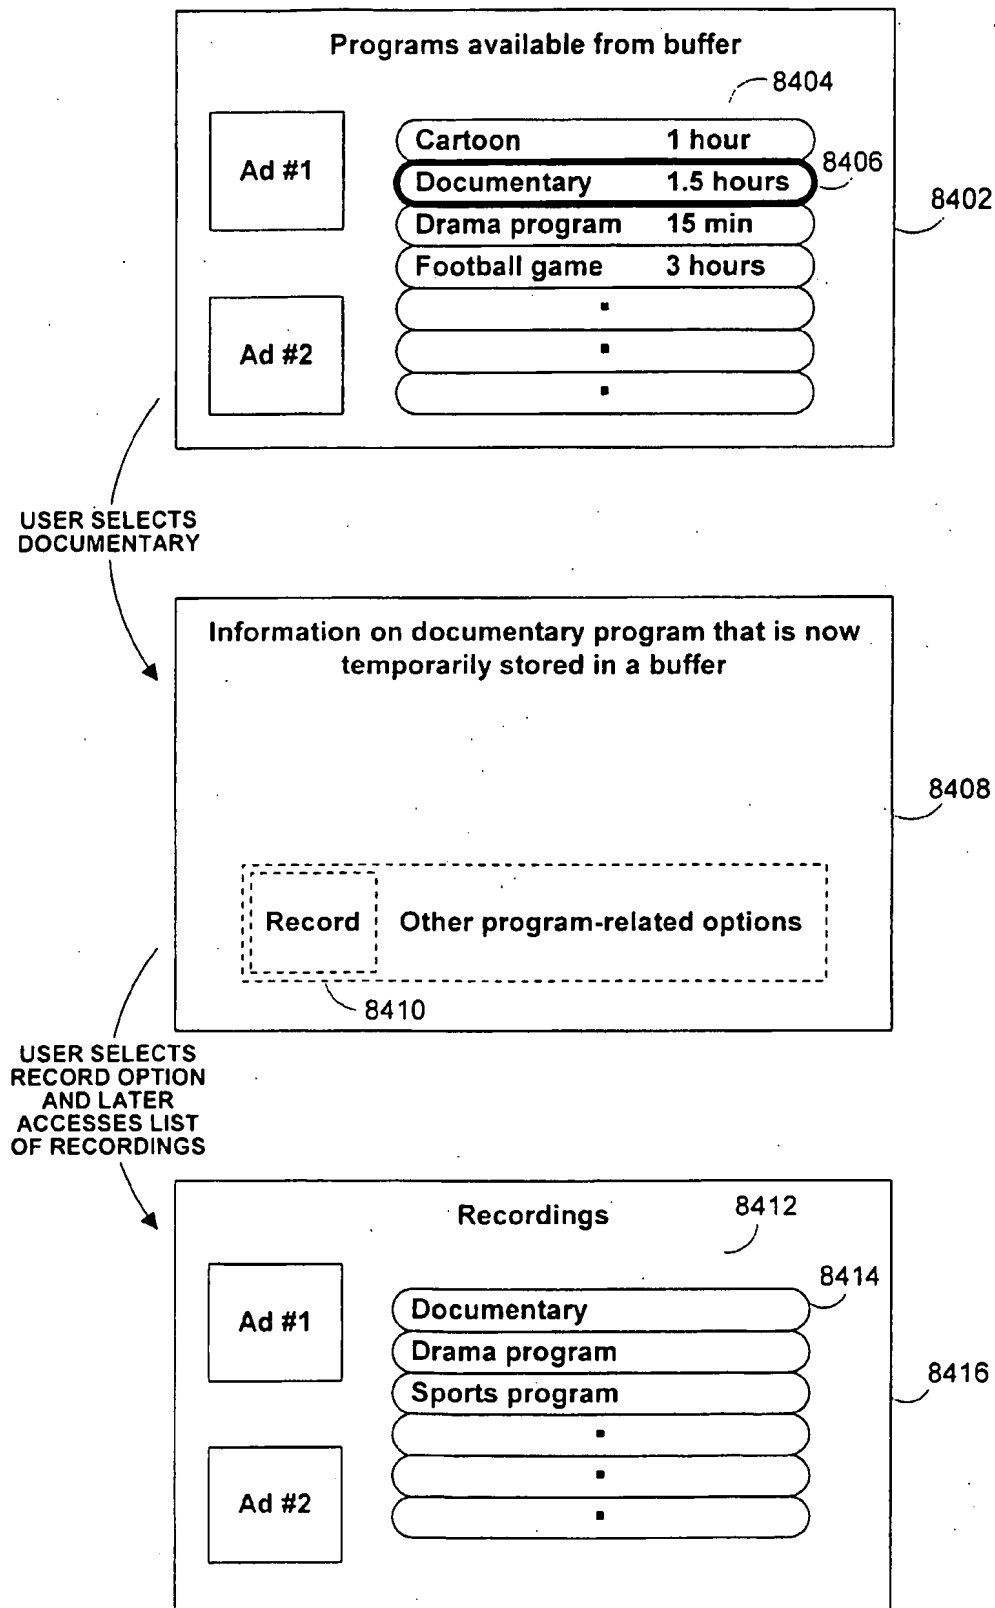 Programs available from buffer
8404
Ad #1
Cartoon 1 hour
8406
Documentary 1.5 hours
8402
Drama program 15 min
Football game 3 hours
Ad #2
USER SELECTS
DOCUMENTARY
Information on documentary program that is now
temporarily stored in a buffer
8408
Record Other program-related options
8410
USER SELECTS
RECORD OPTION
AND LATER
ACCESSES LIST
OF RECORDINGS
Recordings
8412
8414
Ad #1
Documentary
Drama program
8416
Sports program
Ad #2